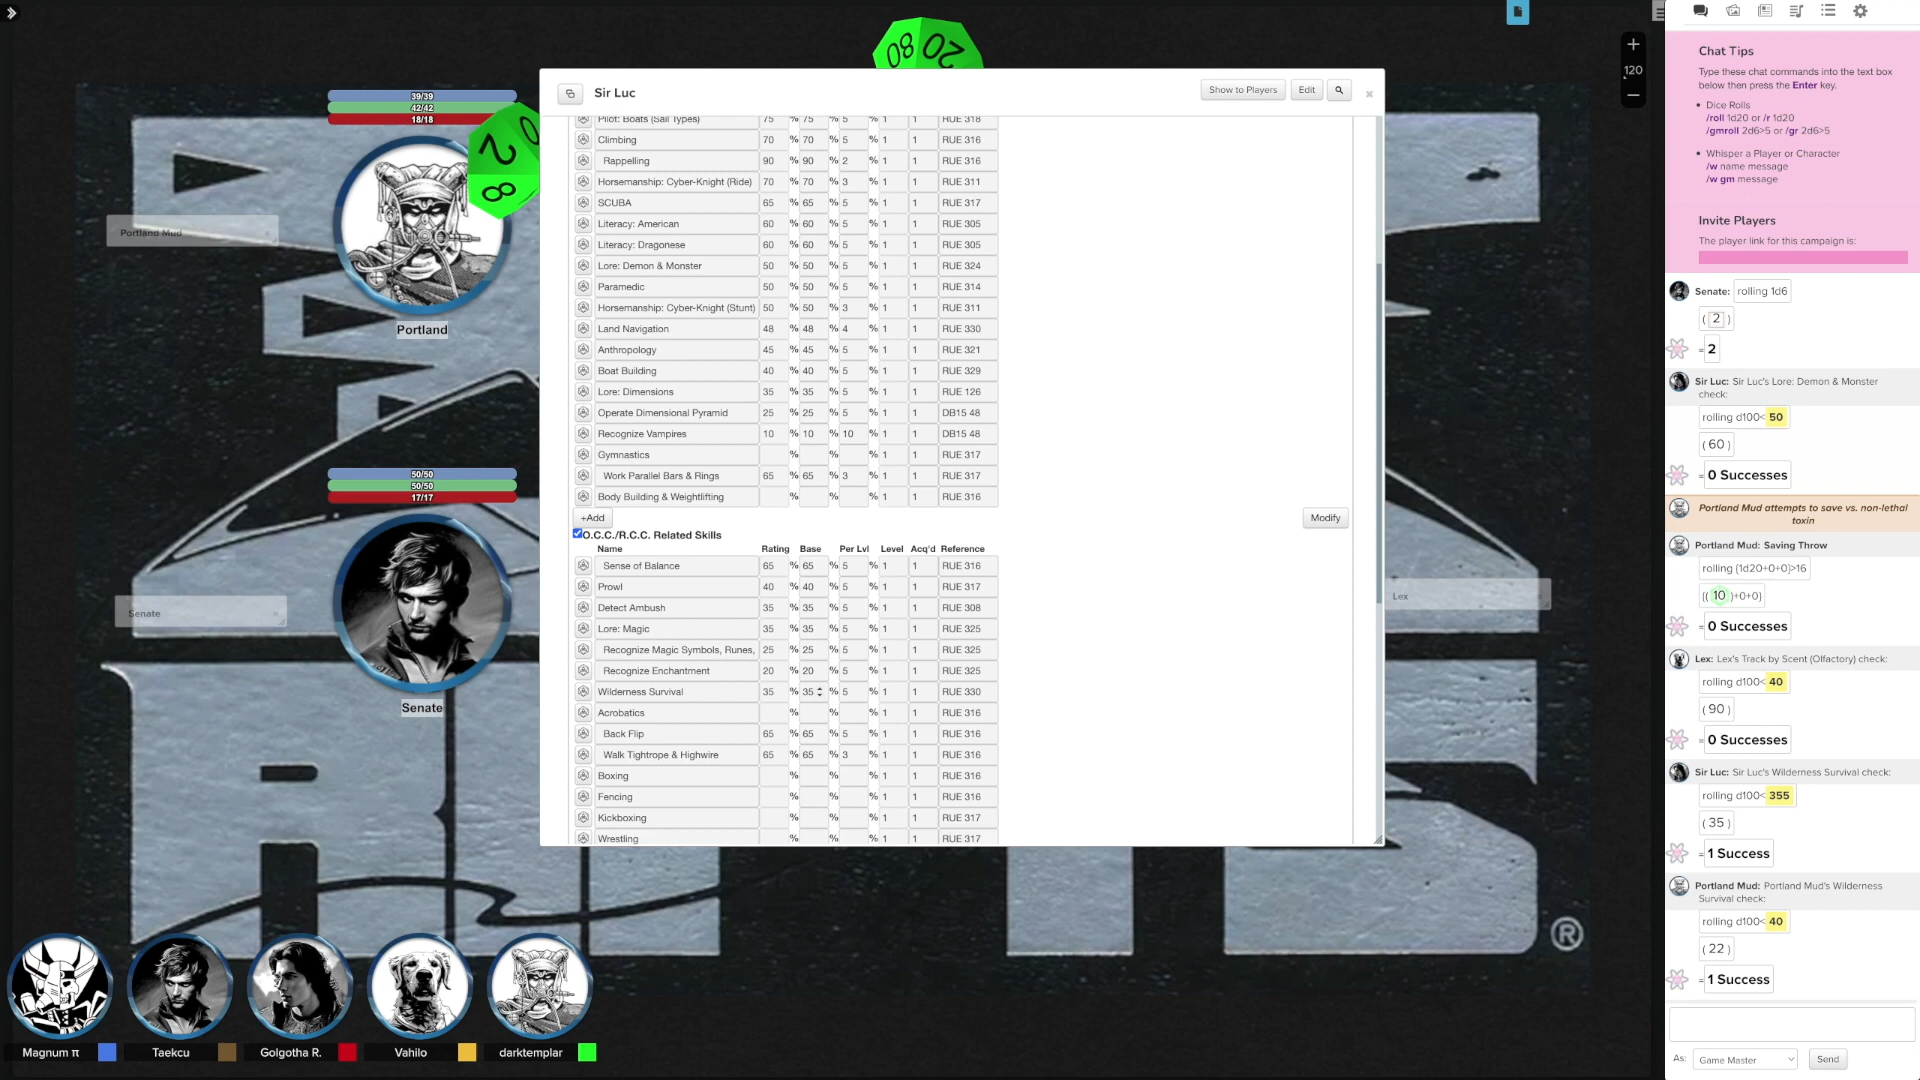 120
39/39
42/42
18/18
Portland Mud
Portland
50/50
50/50
17/17
Senate
Senate
Lex
®
80 20
2 0 8
Sir Luc
Show to Players
Edit
Pilot: Boats (Sail Types) 75 % 75 % 5 % 1 1 RUE 318
Climbing 70 % 70 % 5 % 1 1 RUE 316
Rappelling 90 % 90 % 2 % 1 1 RUE 316
Horsemanship: Cyber-Knight (Ride) 70 % 70 % 3 % 1 1 RUE 311
SCUBA 65 % 65 % 5 % 1 1 RUE 317
Literacy: American 60 % 60 % 5 % 1 1 RUE 305
Literacy: Dragonese 60 % 60 % 5 % 1 1 RUE 305
Lore: Demon & Monster 50 % 50 % 5 % 1 1 RUE 324
Paramedic 50 % 50 % 5 % 1 1 RUE 314
Horsemanship: Cyber-Knight (Stunt) 50 % 50 % 3 % 1 1 RUE 311
Land Navigation 48 % 48 % 4 % 1 1 RUE 330
Anthropology 45 % 45 % 5 % 1 1 RUE 321
Boat Building 40 % 40 % 5 % 1 1 RUE 329
Lore: Dimensions 35 % 35 % 5 % 1 1 RUE 126
Operate Dimensional Pyramid 25 % 25 % 5 % 1 1 DB15 48
Recognize Vampires 10 % 10 % 10 % 1 1 DB15 48
Gymnastics % % % 1 1 RUE 317
Work Parallel Bars & Rings 65 % 65 % 3 % 1 1 RUE 317
Body Building & Weightlifting % % % 1 1 RUE 316
+Add
Modify
O.C.C./R.C.C. Related Skills
Name Rating Base Per Lvl Level Acq'd Reference
Sense of Balance 65 % 65 % 5 % 1 1 RUE 316
Prowl 40 % 40 % 5 % 1 1 RUE 317
Detect Ambush 35 % 35 % 5 % 1 1 RUE 308
Lore: Magic 35 % 35 % 5 % 1 1 RUE 325
Recognize Magic Symbols, Runes, 25 % 25 % 5 % 1 1 RUE 325
Recognize Enchantment 20 % 20 % 5 % 1 1 RUE 325
Wilderness Survival 35 % 35 % 5 % 1 1 RUE 330
Acrobatics % % % 1 1 RUE 316
Back Flip 65 % 65 % 5 % 1 1 RUE 316
Walk Tightrope & Highwire 65 % 65 % 3 % 1 1 RUE 316
Boxing % % % 1 1 RUE 316
Fencing % % % 1 1 RUE 316
Kickboxing % % % 1 1 RUE 317
Wrestling % % % 1 1 RUE 317
Magnum π
Taekcu
Golgotha R.
Vahilo
darktemplar
Chat Tips
Type these chat commands into the text box
below then press the Enter key.
• Dice Rolls
/roll 1d20 or /r 1d20
/gmroll 2d6>5 or /gr 2d6>5
• Whisper a Player or Character
/w name message
/w gm message
Invite Players
The player link for this campaign is:
Senate: rolling 1d6
( 2 )
= 2
Sir Luc: Sir Luc's Lore: Demon & Monster
check:
rolling d100< 50
( 60 )
= 0 Successes
Portland Mud attempts to save vs. non-lethal
toxin
Portland Mud: Saving Throw
rolling {1d20+0+0}>16
{( 10 )+0+0}
= 0 Successes
Lex: Lex's Track by Scent (Olfactory) check:
rolling d100< 40
( 90 )
= 0 Successes
Sir Luc: Sir Luc's Wilderness Survival check:
rolling d100< 355
( 35 )
= 1 Success
Portland Mud: Portland Mud's Wilderness
Survival check:
rolling d100< 40
( 22 )
= 1 Success
As: Game Master
Send